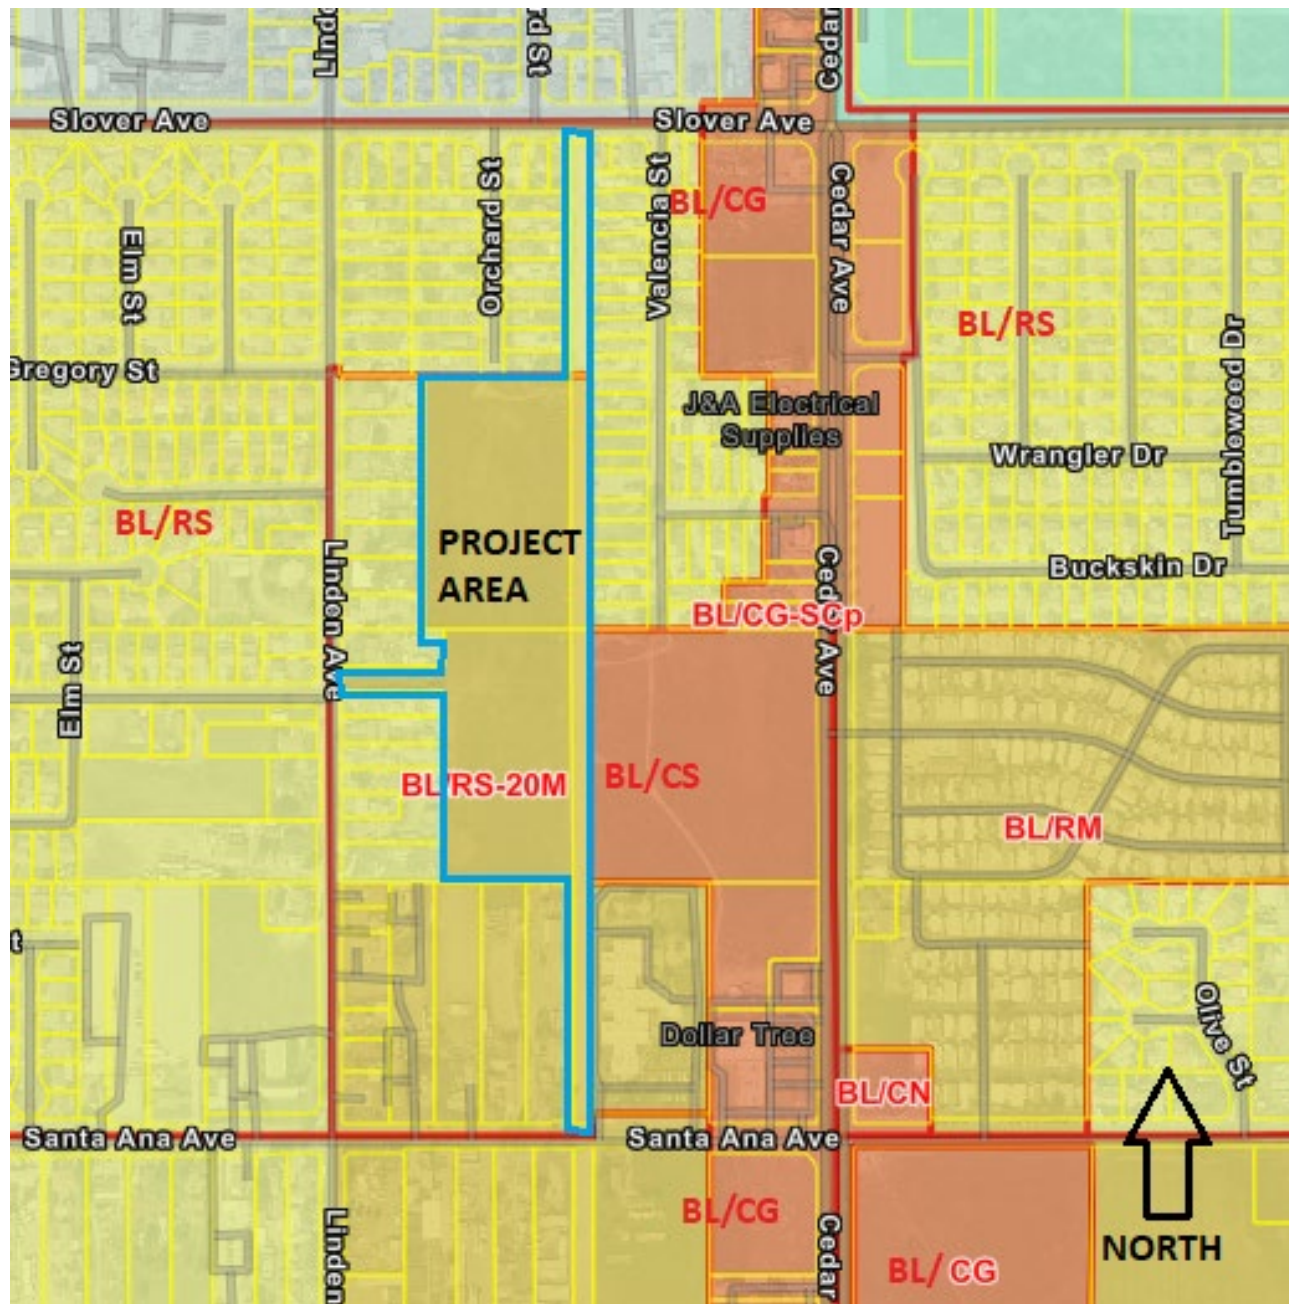 Linde
rd St
Cedar
Slover Ave
Slover Ave
Orchard St
Valencia St
BL/CG
Cedar Ave
Elm St
BL/RS
Tumbleweed Dr
Gregory St
J&A Electrical
Supplies
Wrangler Dr
BL/RS
PROJECT
AREA
Linden Ave
Cedar Ave
Buckskin Dr
BL/CG-SCp
Elm St
BL/RS-20M
BL/CS
BL/RM
t
Olive St
Dollar Tree
BL/CN
Santa Ana Ave
Santa Ana Ave
BL/CG
Linden
Cedar
BL/ CG
NORTH